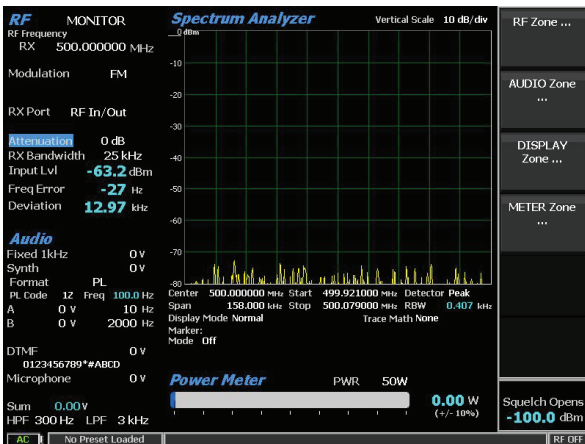 RF MONITOR
RF Frequency
RX 500.000000 MHz
Modulation FM
RX Port RF In/Out
Attenuation 0 dB
RX Bandwidth 25 kHz
Input Lvl -63.2 dBm
Freq Error -27 Hz
Deviation 12.97 kHz
Audio
Fixed 1kHz 0 V
Synth 0 V
Format PL
PL Code 1Z Freq 100.0 Hz
A 0 V 10 Hz
B 0 V 2000 Hz
DTMF 0 V
0123456789*#ABCD
Microphone 0 V
Sum 0.00V
HPF 300 Hz LPF 3 kHz
Spectrum Analyzer Vertical Scale 10 dB/div
0 dBm
-10
-20
-30
-40
-50
-60
-70
-80
Center 500.000000 MHz Start 499.921000 MHz Detector Peak
Span 158.000 kHz Stop 500.079000 MHz RBW 0.407 kHz
Display Mode Normal Trace Math None
Marker:
Mode Off
Power Meter PWR 50W
0.00 W
(+/- 10%)
RF Zone ...
AUDIO Zone
...
DISPLAY
Zone ...
METER Zone
...
Squelch Opens
-100.0 dBm
AC No Preset Loaded RF OFF